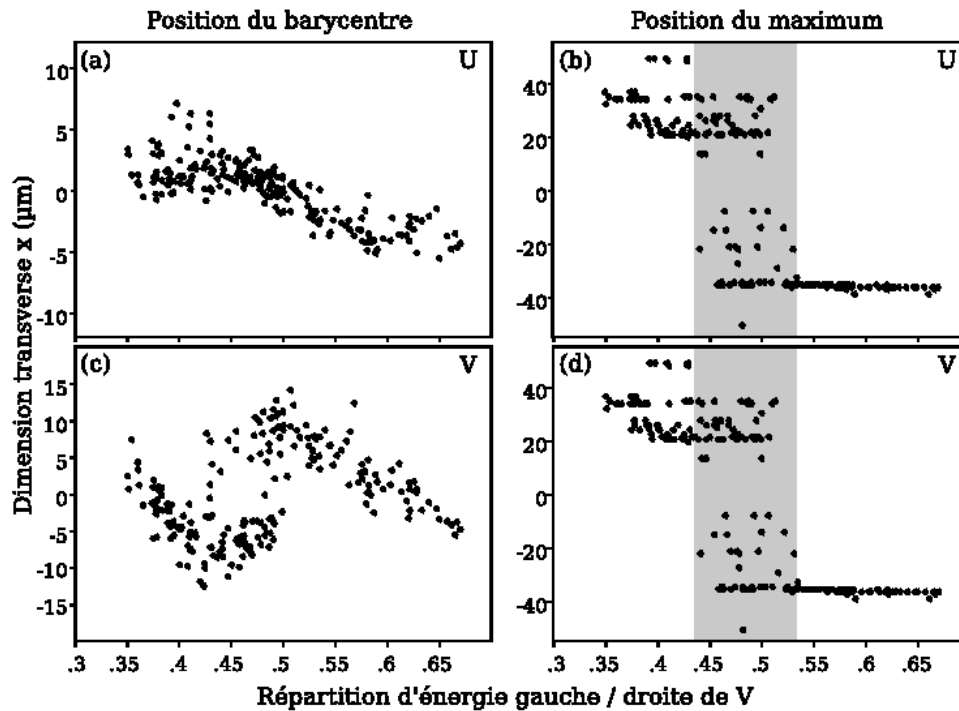 Position du barycentre
Position du maximum
(a)
U
(b)
U
10
5
0
-5
-10
40
20
0
-20
-40
(c)
V
(d)
V
15
10
5
0
-5
-10
-15
40
20
0
-20
-40
Dimension transverse x (µm)
.3 .35 .4 .45 .5 .55 .6 .65
.3 .35 .4 .45 .5 .55 .6 .65
Répartition d'énergie gauche / droite de V